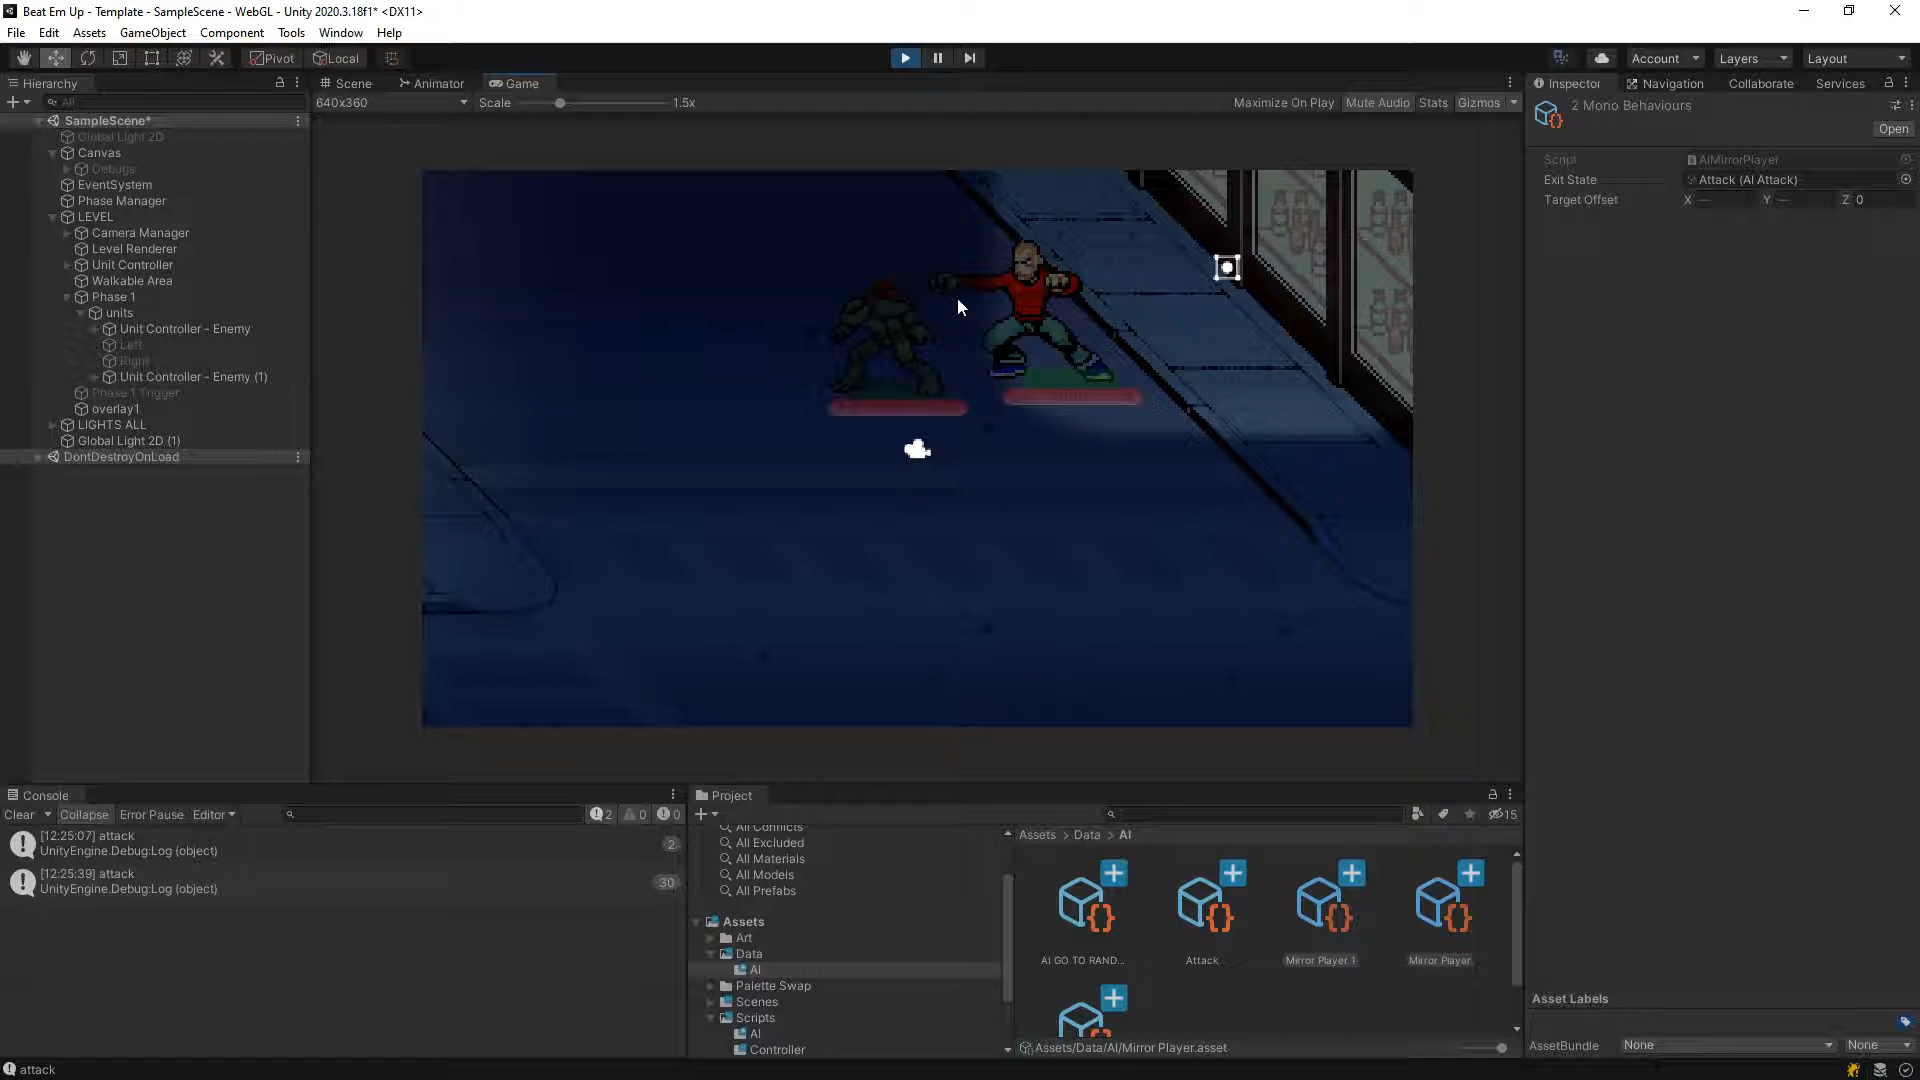 Beat Em Up - Template - SampleScene - WebGL - Unity 2020.3.18f1* <DX11>
File Edit Assets GameObject Component Tools Window Help
Pivot Local Account Layers Layout
Hierarchy
All
SampleScene*
Global Light 2D
Canvas
Debugs
EventSystem
Phase Manager
LEVEL
Camera Manager
Level Renderer
Unit Controller
Walkable Area
Phase 1
units
Unit Controller - Enemy
Left
Right
Unit Controller - Enemy (1)
Phase 1 Trigger
overlay1
LIGHTS ALL
Global Light 2D (1)
DontDestroyOnLoad
Scene Animator Game
640x360 Scale 1.5x Maximize On Play Mute Audio Stats Gizmos
Inspector Navigation Collaborate Services
2 Mono Behaviours
Open
Script AIMirrorPlayer
Exit State Attack (AI Attack)
Target Offset X — Y — Z 0
Console
Clear Collapse Error Pause Editor 2 0 0
[12:25:07] attack
UnityEngine.Debug:Log (object) 2
[12:25:39] attack
UnityEngine.Debug:Log (object) 30
Project
15
All Conflicts
All Excluded
All Materials
All Models
All Prefabs
Assets
Art
Data
AI
Palette Swap
Scenes
Scripts
AI
Controller
Assets > Data > AI
AI GO TO RAND... Attack Mirror Player 1 Mirror Player
Assets/Data/AI/Mirror Player.asset
Asset Labels
AssetBundle None None
attack